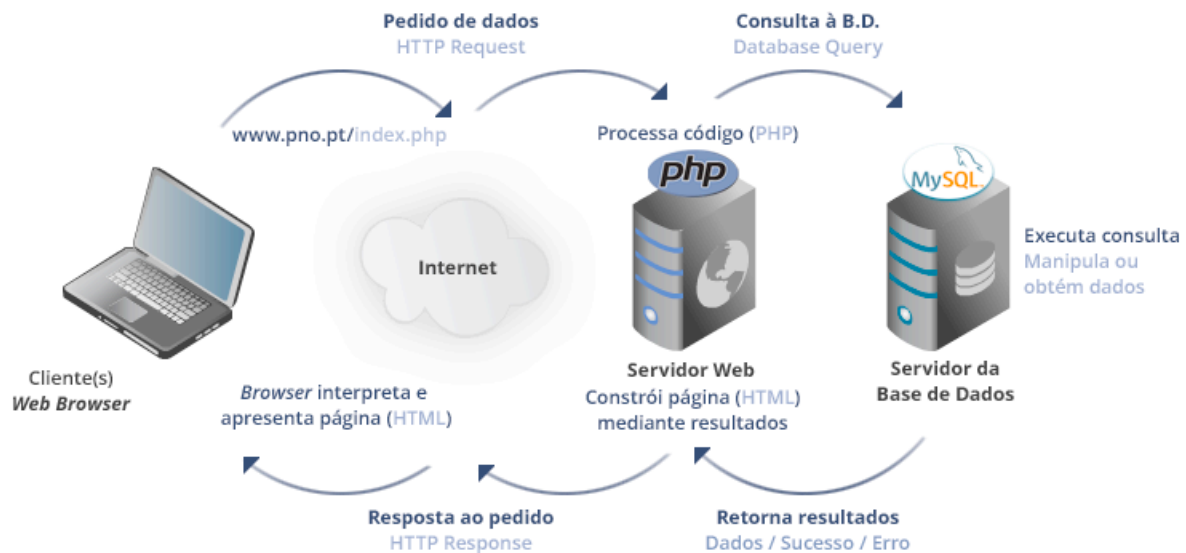 Pedido de dados
HTTP Request
Consulta à B.D.
Database Query
www.pno.pt/index.php
Processa código (PHP)
php
MySQL
Internet
Executa consulta
Manipula ou
obtém dados
Cliente(s)
Web Browser
Browser interpreta e
apresenta página (HTML)
Servidor Web
Constrói página (HTML)
mediante resultados
Servidor da
Base de Dados
Resposta ao pedido
HTTP Response
Retorna resultados
Dados / Sucesso / Erro